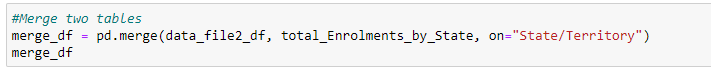 #Merge two tables
merge_df = pd.merge(data_file2_df, total_Enrolments_by_State, on="State/Territory")
merge_df